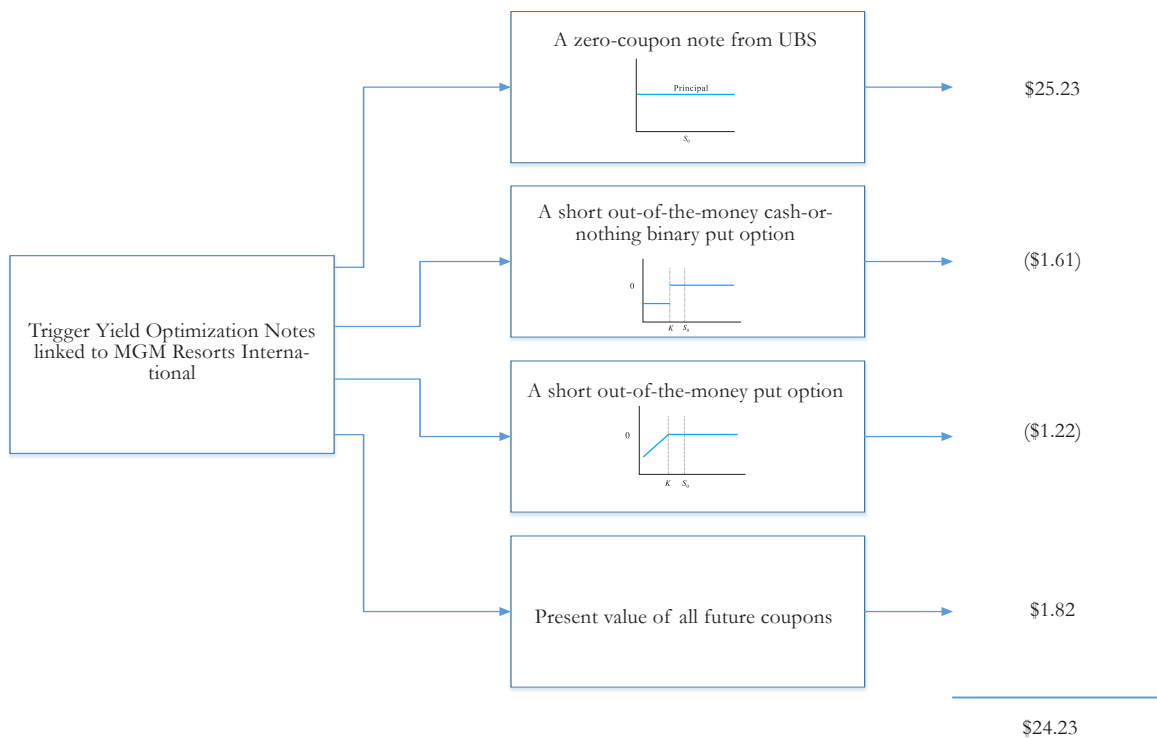 A zero-coupon note from UBS
Principal
S₀
$25.23
A short out-of-the-money cash-or-
nothing binary put option
0
K
S₀
($1.61)
Trigger Yield Optimization Notes
linked to MGM Resorts Interna-
tional
A short out-of-the-money put option
0
K
S₀
($1.22)
Present value of all future coupons
$1.82
$24.23